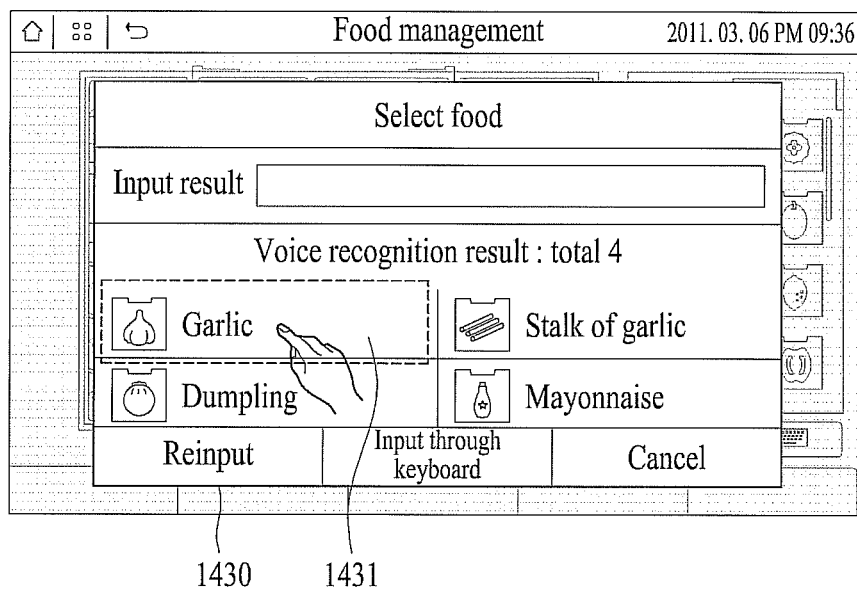 Food management 2011. 03. 06 PM 09:36
Select food
Input result
Voice recognition result : total 4
Garlic Stalk of garlic
Dumpling Mayonnaise
Reinput Input through keyboard Cancel
1430 1431